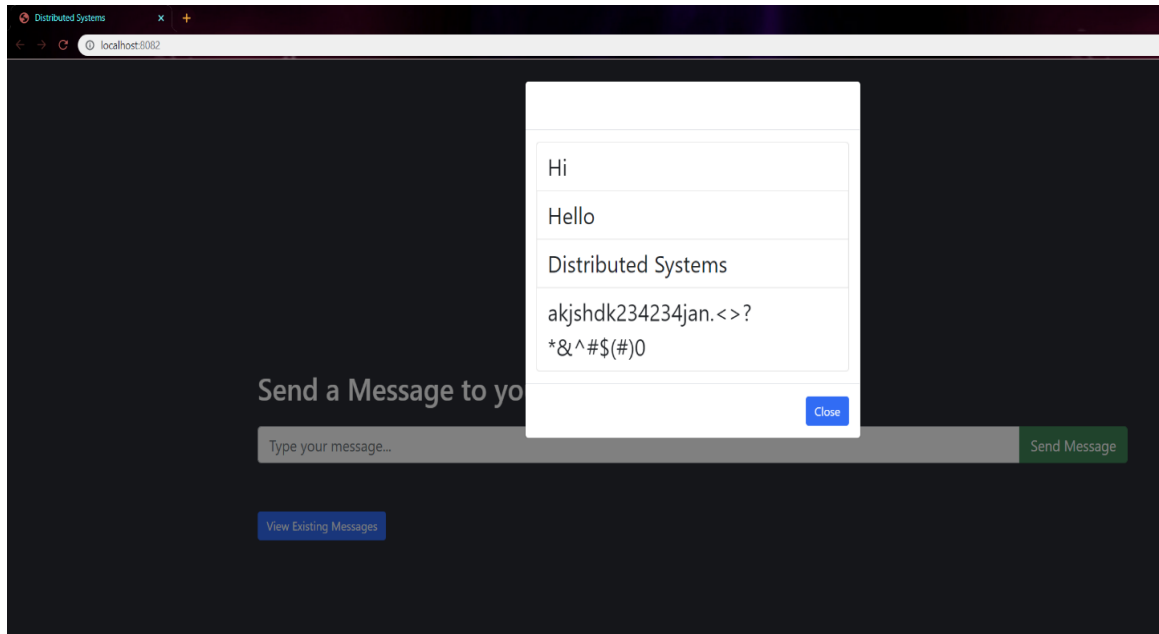 Distributed Systems
localhost:8082
Hi
Hello
Distributed Systems
akjshdk234234jan.<>?
*&^#$(#)0
Close
Send a Message to yo
Type your message...
Send Message
View Existing Messages